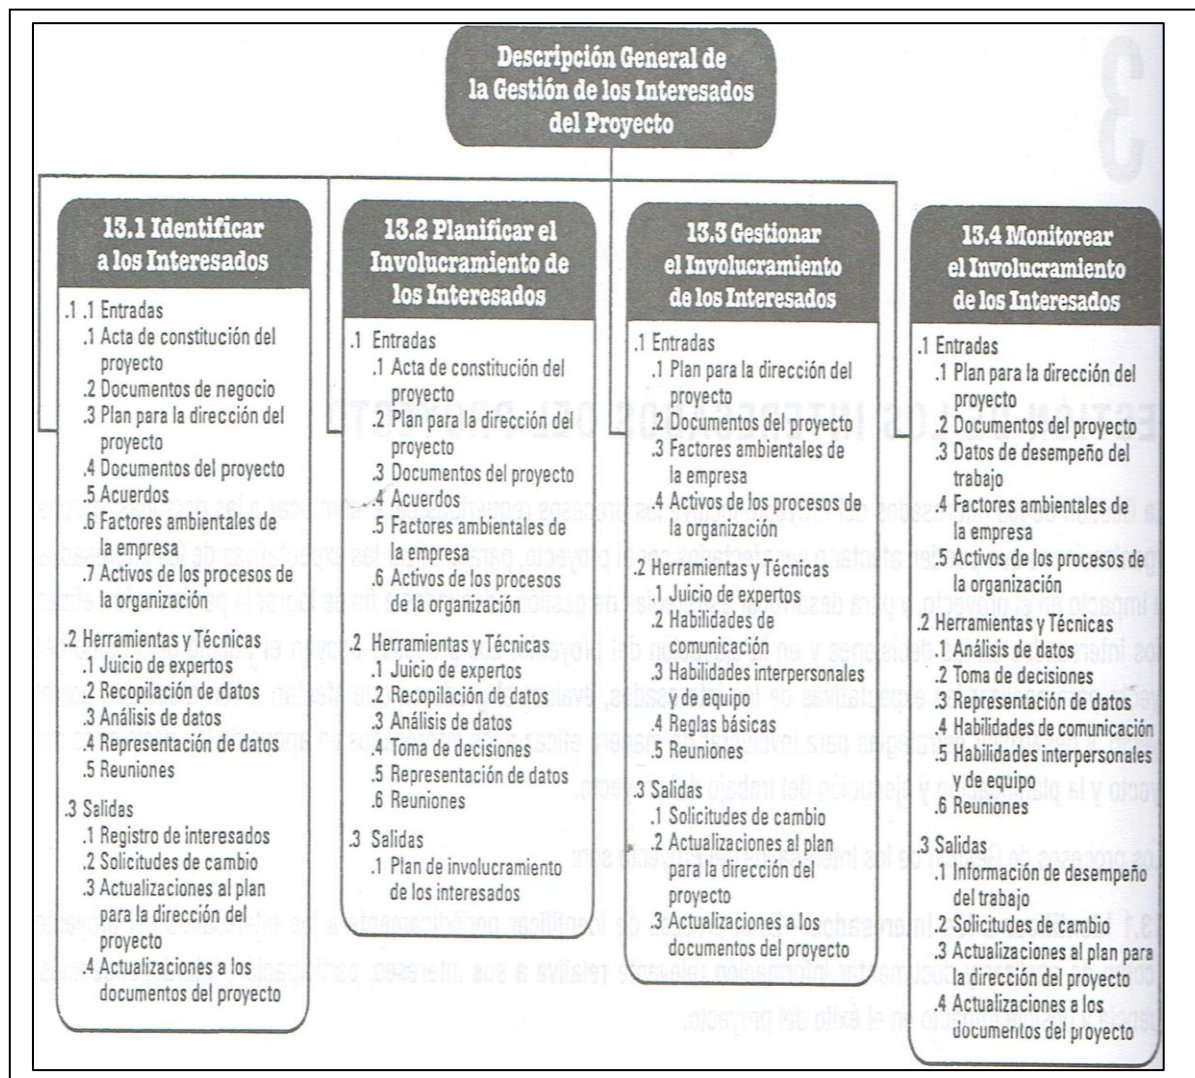 Descripción General de
la Gestión de los Interesados
del Proyecto
13.1 Identificar
a los Interesados
.1 .1 Entradas
.1 Acta de constitución del
proyecto
.2 Documentos de negocio
.3 Plan para la dirección del
proyecto
.4 Documentos del proyecto
.5 Acuerdos
.6 Factores ambientales de
la empresa
.7 Activos de los procesos de
la organización
.2 Herramientas y Técnicas
.1 Juicio de expertos
.2 Recopilación de datos
.3 Análisis de datos
.4 Representación de datos
.5 Reuniones
.3 Salidas
.1 Registro de interesados
.2 Solicitudes de cambio
.3 Actualizaciones al plan
para la dirección del
proyecto
.4 Actualizaciones a los
documentos del proyecto
13.2 Planificar el
Involucramiento de
los Interesados
.1 Entradas
.1 Acta de constitución del
proyecto
.2 Plan para la dirección del
proyecto
.3 Documentos del proyecto
.4 Acuerdos
.5 Factores ambientales de
la empresa
.6 Activos de los procesos
de la organización
.2 Herramientas y Técnicas
.1 Juicio de expertos
.2 Recopilación de datos
.3 Análisis de datos
.4 Toma de decisiones
.5 Representación de datos
.6 Reuniones
.3 Salidas
.1 Plan de involucramiento
de los interesados
13.3 Gestionar
el Involucramiento
de los Interesados
.1 Entradas
.1 Plan para la dirección del
proyecto
.2 Documentos del proyecto
.3 Factores ambientales de
la empresa
.4 Activos de los procesos de
la organización
.2 Herramientas y Técnicas
.1 Juicio de expertos
.2 Habilidades de
comunicación
.3 Habilidades interpersonales
y de equipo
.4 Reglas básicas
.5 Reuniones
.3 Salidas
.1 Solicitudes de cambio
.2 Actualizaciones al plan
para la dirección del
proyecto
.3 Actualizaciones a los
documentos del proyecto
13.4 Monitorear
el Involucramiento
de los Interesados
.1 Entradas
.1 Plan para la dirección del
proyecto
.2 Documentos del proyecto
.3 Datos de desempeño del
trabajo
.4 Factores ambientales de
la empresa
.5 Activos de los procesos de
la organización
.2 Herramientas y Técnicas
.1 Análisis de datos
.2 Toma de decisiones
.3 Representación de datos
.4 Habilidades de comunicación
.5 Habilidades interpersonales
y de equipo
.6 Reuniones
.3 Salidas
.1 Información de desempeño
del trabajo
.2 Solicitudes de cambio
.3 Actualizaciones al plan para
la dirección del proyecto
.4 Actualizaciones a los
documentos del proyecto